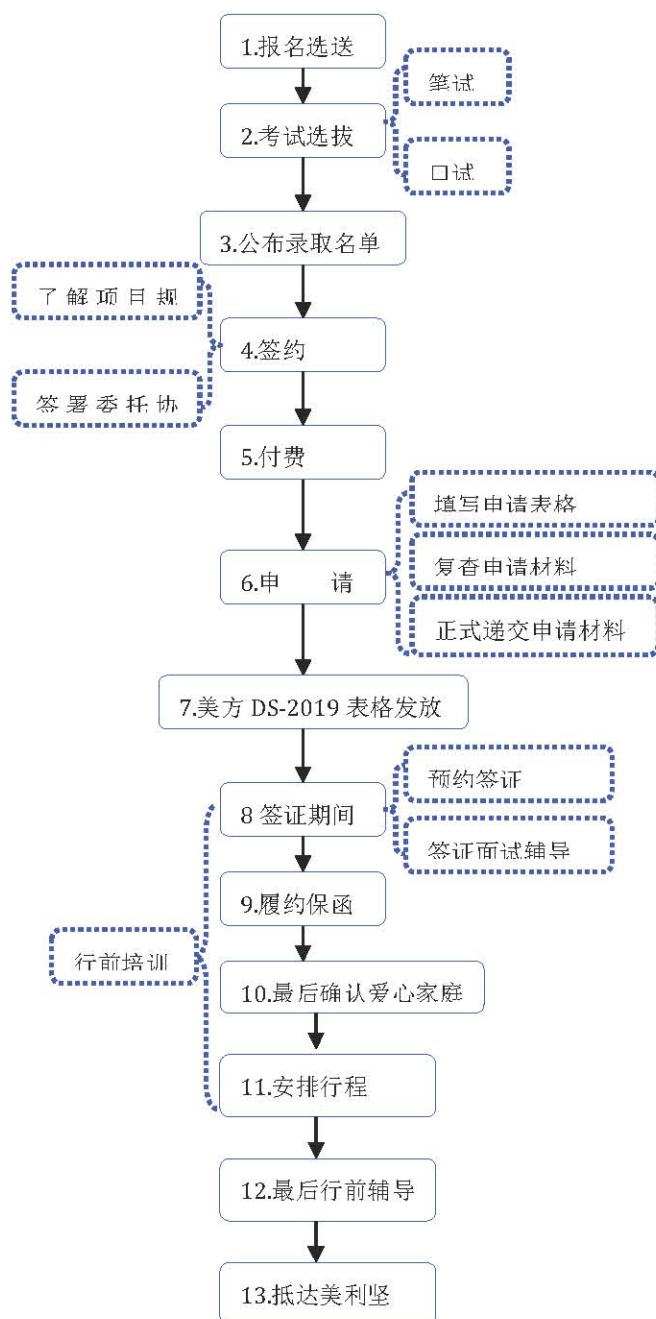 1.报名选送
笔试
2.考试选拔
口试
3.公布录取名单
了解项目规
4.签约
签署委托协
5.付费
填写申请表格
6.申 请
复查申请材料
正式递交申请材料
7.美方 DS-2019 表格发放
预约签证
8 签证期间
签证面试辅导
9.履约保函
行前培训
10.最后确认爱心家庭
11.安排行程
12.最后行前辅导
13.抵达美利坚